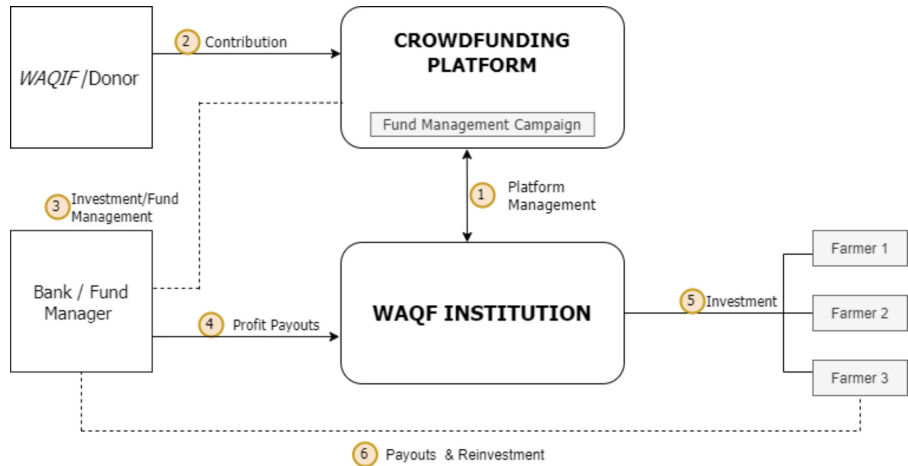 WAQIF/Donor
2 Contribution
CROWDFUNDING
PLATFORM
Fund Management Campaign
1 Platform
Management
3 Investment/Fund
Management
Bank / Fund
Manager
4 Profit Payouts
WAQF INSTITUTION
5 Investment
Farmer 1
Farmer 2
Farmer 3
6 Payouts & Reinvestment